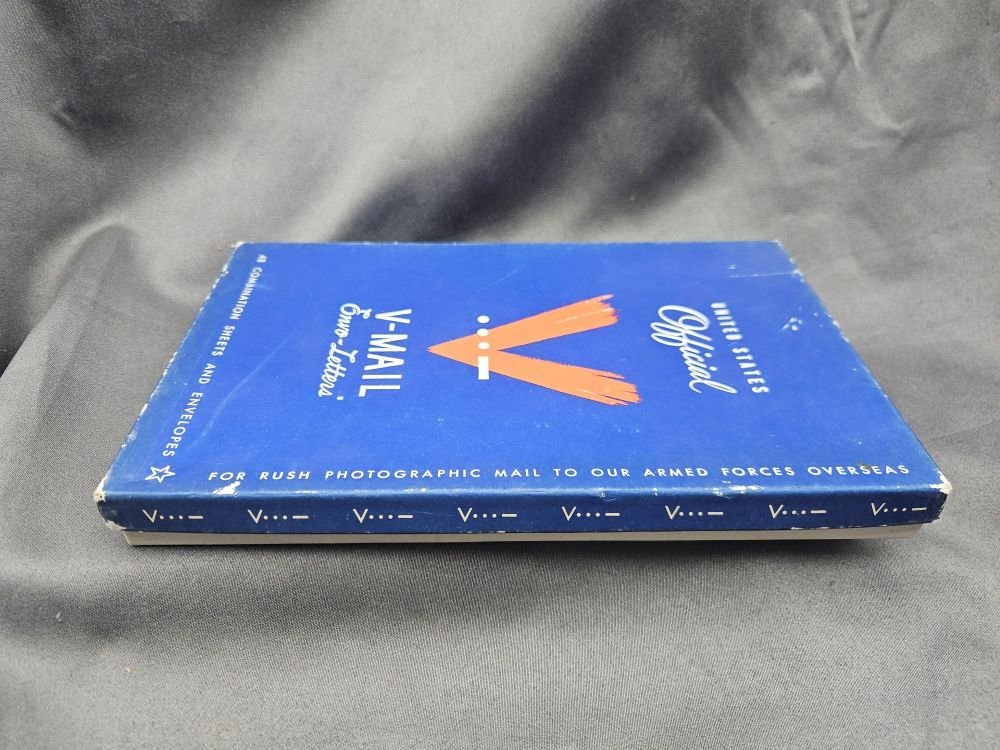 UNITED STATES
Official
...—
V-MAIL
Envo-Letters*
48 COMBINATION SHEETS AND ENVELOPES
FOR RUSH PHOTOGRAPHIC MAIL TO OUR ARMED FORCES OVERSEAS
V...— V...— V...— V...— V...— V...— V...— V...—